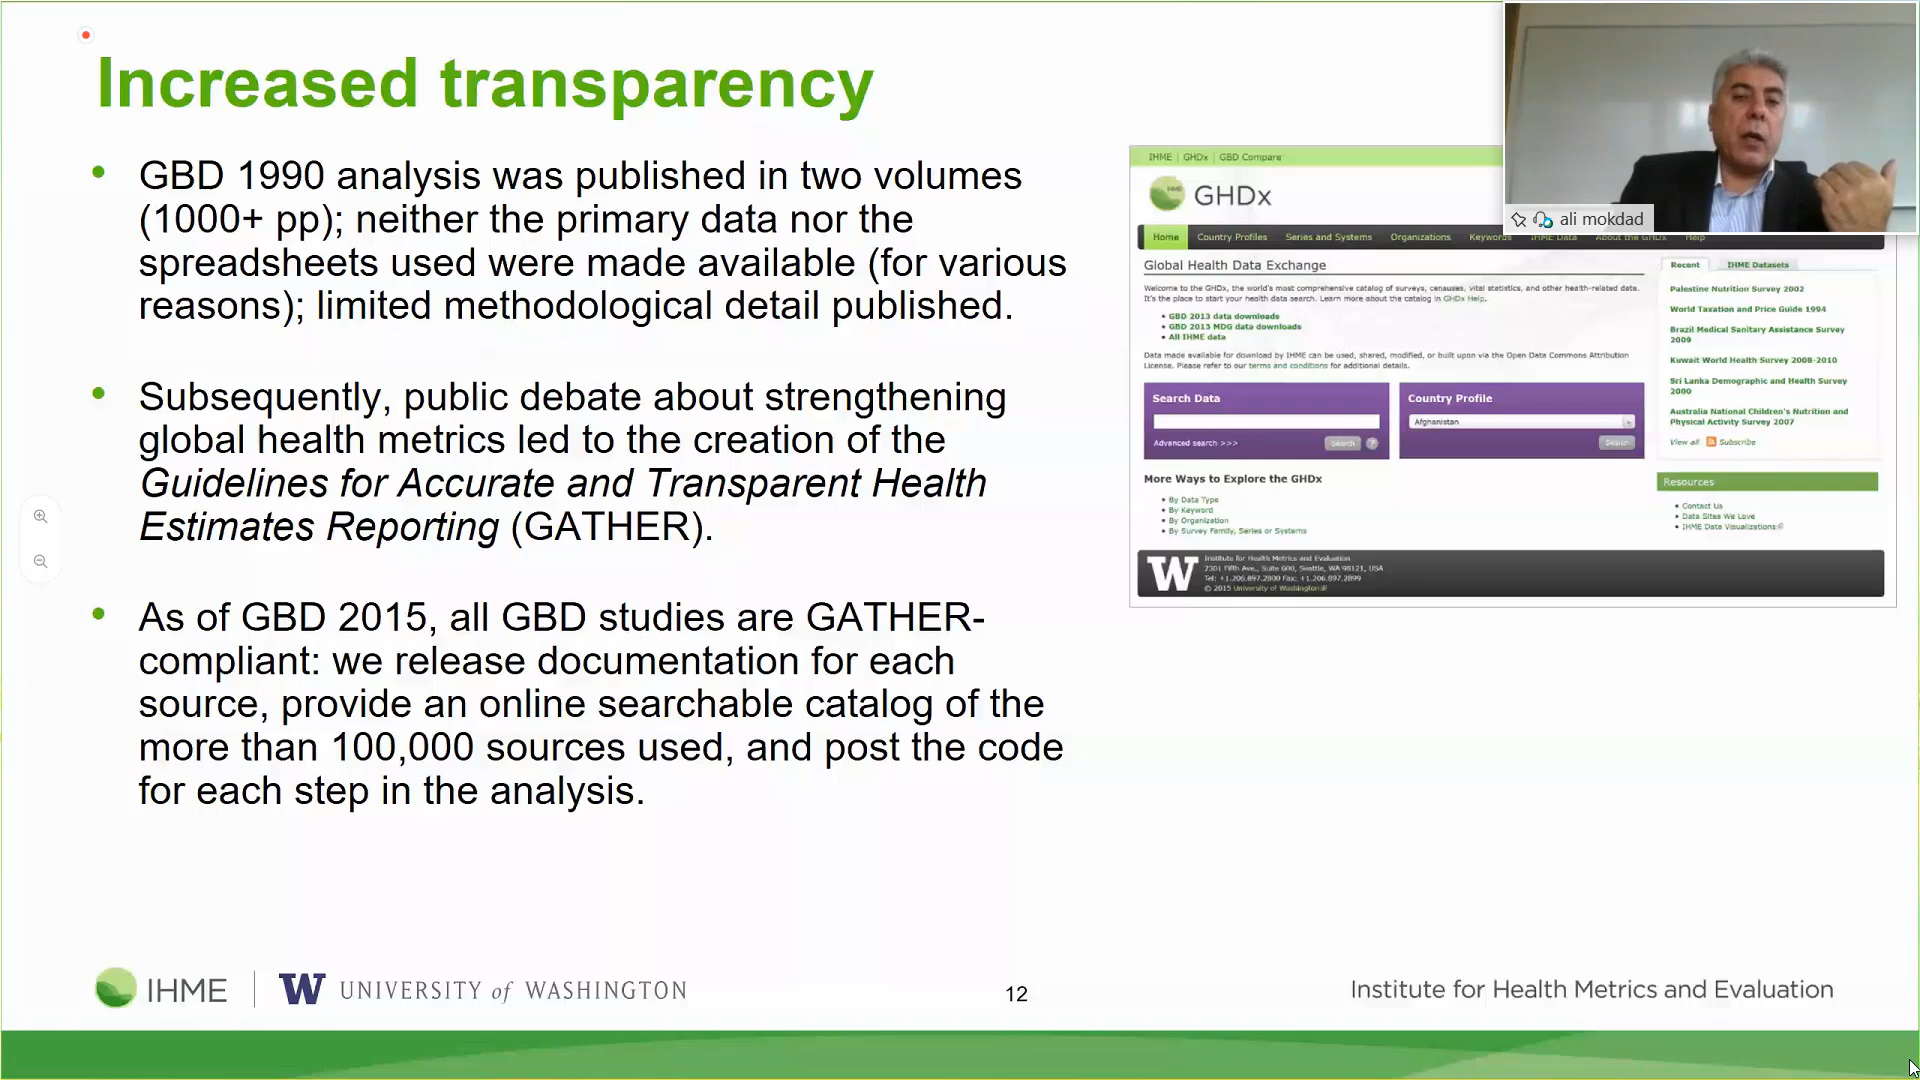 Increased transparency
• GBD 1990 analysis was published in two volumes
(1000+ pp); neither the primary data nor the
spreadsheets used were made available (for various
reasons); limited methodological detail published.
• Subsequently, public debate about strengthening
global health metrics led to the creation of the
Guidelines for Accurate and Transparent Health
Estimates Reporting (GATHER).
• As of GBD 2015, all GBD studies are GATHER-
compliant: we release documentation for each
source, provide an online searchable catalog of the
more than 100,000 sources used, and post the code
for each step in the analysis.
ali mokdad
IHME | GHDx | GBD Compare
GHDx
Home Country Profiles Series and Systems Organizations Keywords IHME Data About the GHDx Help
Global Health Data Exchange
Welcome to the GHDx, the world's most comprehensive catalog of surveys, censuses, vital statistics, and other health-related data.
It's the place to start your health data search. Learn more about the catalog in GHDx Help.
• GBD 2013 data downloads
• GBD 2013 MDG data downloads
• All IHME data
Data made available for download by IHME can be used, shared, modified, or built upon via the Open Data Commons Attribution
License. Please refer to our terms and conditions for additional details.
Search Data
Advanced search >>>
Search
?
Country Profile
Afghanistan
Search
More Ways to Explore the GHDx
• By Data Type
• By Keyword
• By Organization
• By Survey Family, Series or Systems
Recent IHME Datasets
Palestine Nutrition Survey 2002
World Taxation and Price Guide 1994
Brazil Medical Sanitary Assistance Survey
2009
Kuwait World Health Survey 2008-2010
Sri Lanka Demographic and Health Survey
2000
Australia National Children's Nutrition and
Physical Activity Survey 2007
View all Subscribe
Resources
• Contact Us
• Data Sites We Love
• IHME Data Visualizations
W
Institute for Health Metrics and Evaluation
2301 Fifth Ave., Suite 600, Seattle, WA 98121, USA
Tel: +1.206.897.2800 Fax: +1.206.897.2899
© 2015 University of Washington
IHME | W UNIVERSITY of WASHINGTON
12
Institute for Health Metrics and Evaluation